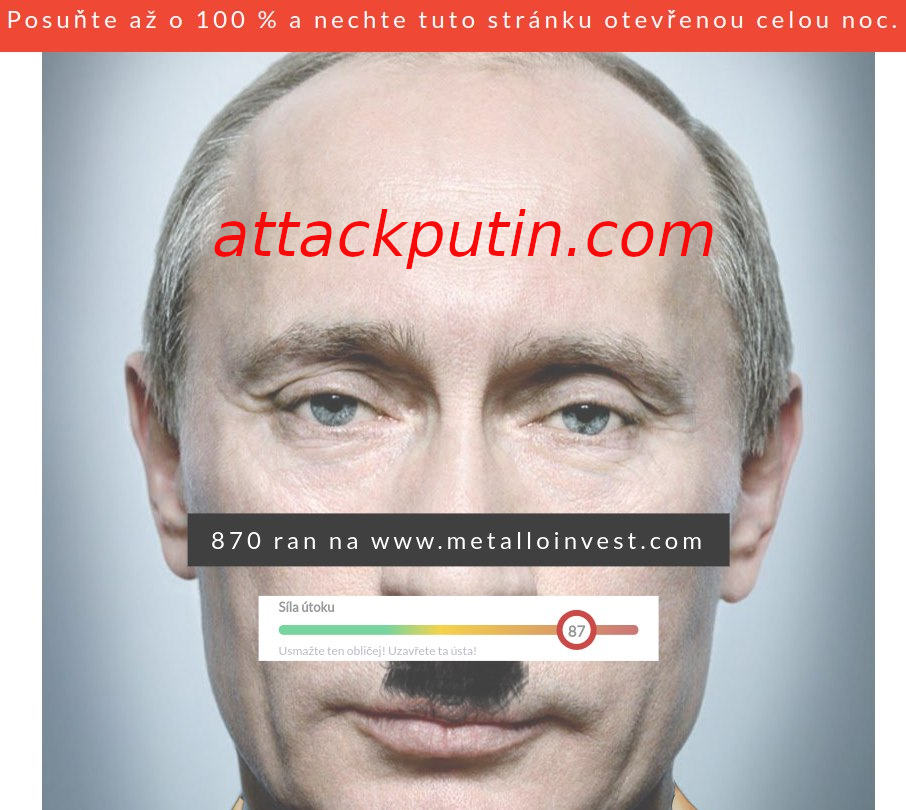 Posuňte až o 100 % a nechte tuto stránku otevřenou celou noc.
attackputin.com
870 ran na www.metalloinvest.com
Síla útoku
87
Usmažte ten obličej! Uzavřete ta ústa!